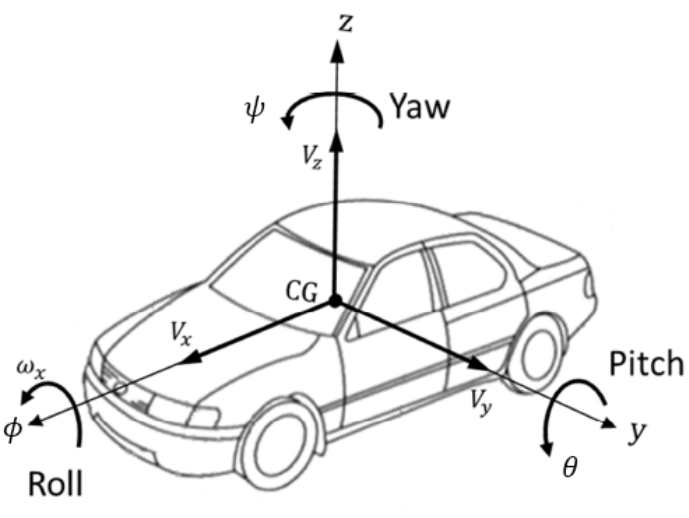 z
ψ
Yaw
V_z
CG
V_x
ω_x
Pitch
ϕ
V_y
y
θ
Roll